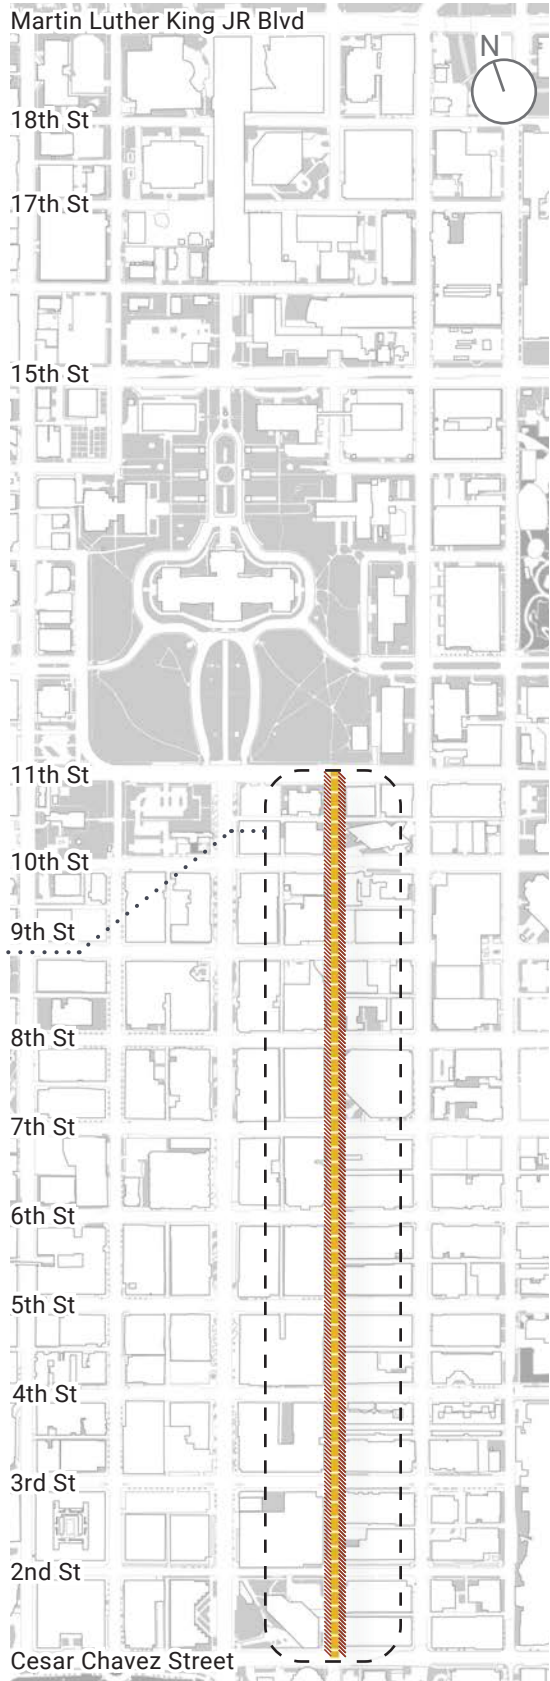 Martin Luther King JR Blvd
N
18th St
17th St
15th St
11th St
10th St
9th St
8th St
7th St
6th St
5th St
4th St
3rd St
2nd St
Cesar Chavez Street